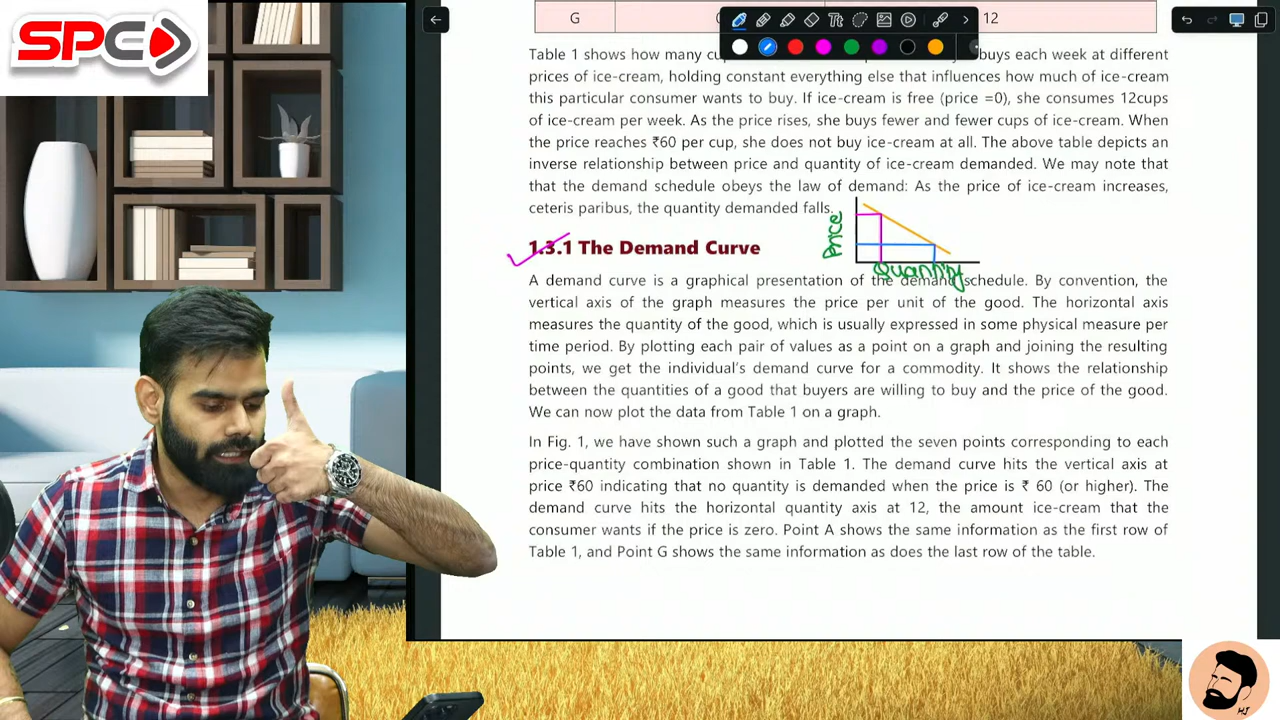 SPC
G
12
Table 1 shows how many cu
buys each week at different
prices of ice-cream, holding constant everything else that influences how much of ice-cream
this particular consumer wants to buy. If ice-cream is free (price =0), she consumes 12cups
of ice-cream per week. As the price rises, she buys fewer and fewer cups of ice-cream. When
the price reaches ₹60 per cup, she does not buy ice-cream at all. The above table depicts an
inverse relationship between price and quantity of ice-cream demanded. We may note that
that the demand schedule obeys the law of demand: As the price of ice-cream increases,
ceteris paribus, the quantity demanded falls.
Price
1.3.1 The Demand Curve
Quantity
A demand curve is a graphical presentation of the demand schedule. By convention, the
vertical axis of the graph measures the price per unit of the good. The horizontal axis
measures the quantity of the good, which is usually expressed in some physical measure per
time period. By plotting each pair of values as a point on a graph and joining the resulting
points, we get the individual's demand curve for a commodity. It shows the relationship
between the quantities of a good that buyers are willing to buy and the price of the good.
We can now plot the data from Table 1 on a graph.
In Fig. 1, we have shown such a graph and plotted the seven points corresponding to each
price-quantity combination shown in Table 1. The demand curve hits the vertical axis at
price ₹60 indicating that no quantity is demanded when the price is ₹ 60 (or higher). The
demand curve hits the horizontal quantity axis at 12, the amount ice-cream that the
consumer wants if the price is zero. Point A shows the same information as the first row of
Table 1, and Point G shows the same information as does the last row of the table.
HJ